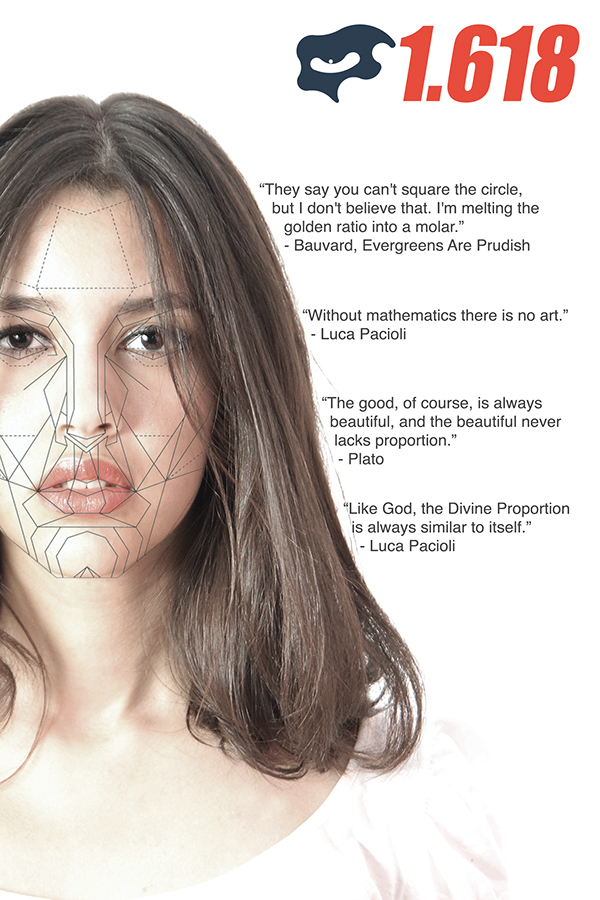 1.618
“They say you can't square the circle,
but I don't believe that. I'm melting the
golden ratio into a molar.”
- Bauvard, Evergreens Are Prudish
“Without mathematics there is no art.”
- Luca Pacioli
“The good, of course, is always
beautiful, and the beautiful never
lacks proportion.”
- Plato
“Like God, the Divine Proportion
is always similar to itself.”
- Luca Pacioli